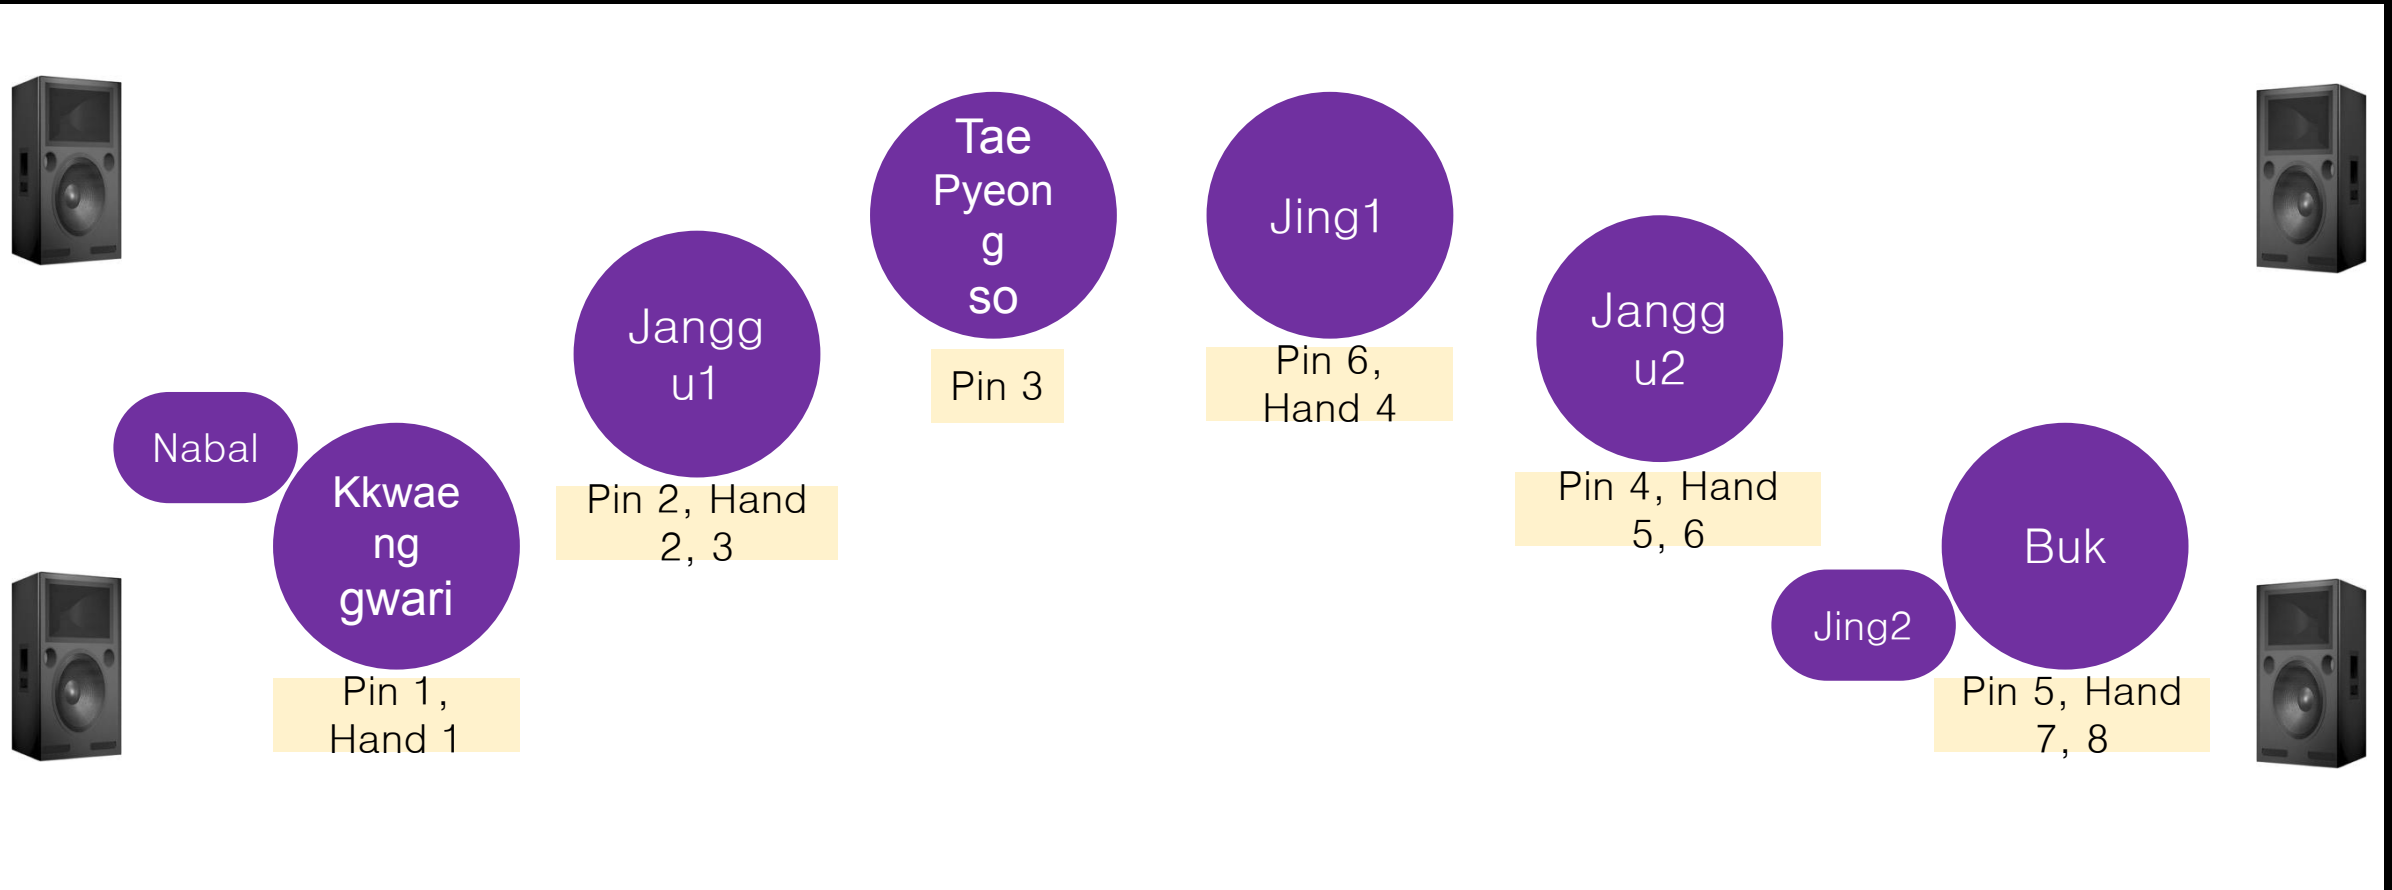 Tae
Pyeon
g
so
Pin 3
Jing1
Pin 6,
Hand 4
Jangg
u1
Pin 2, Hand
2, 3
Jangg
u2
Pin 4, Hand
5, 6
Nabal
Kkwae
ng
gwari
Pin 1,
Hand 1
Buk
Jing2
Pin 5, Hand
7, 8